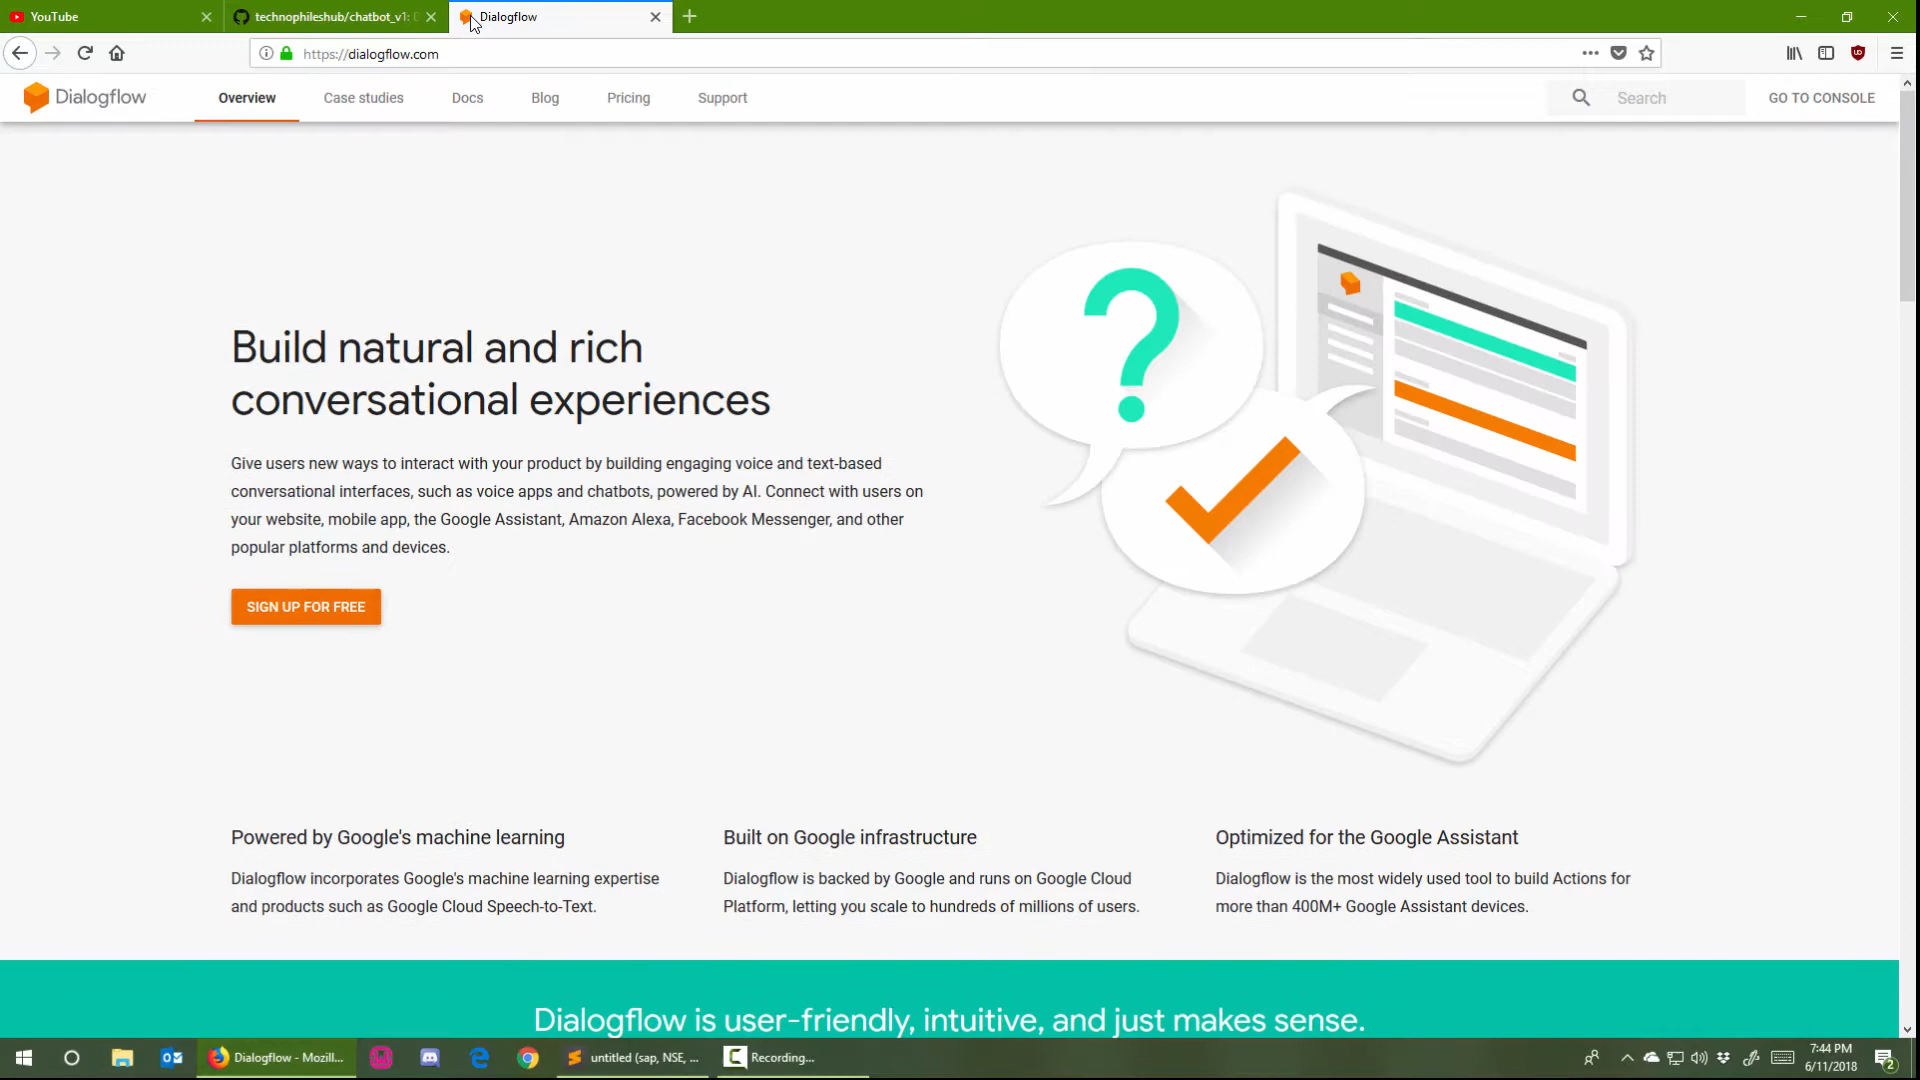 YouTube
technophileshub/chatbot_v1:
Dialogflow
https://dialogflow.com
Dialogflow
Overview
Case studies
Docs
Blog
Pricing
Support
Search
GO TO CONSOLE
Build natural and rich
conversational experiences
Give users new ways to interact with your product by building engaging voice and text-based
conversational interfaces, such as voice apps and chatbots, powered by AI. Connect with users on
your website, mobile app, the Google Assistant, Amazon Alexa, Facebook Messenger, and other
popular platforms and devices.
SIGN UP FOR FREE
Powered by Google's machine learning
Dialogflow incorporates Google's machine learning expertise
and products such as Google Cloud Speech-to-Text.
Built on Google infrastructure
Dialogflow is backed by Google and runs on Google Cloud
Platform, letting you scale to hundreds of millions of users.
Optimized for the Google Assistant
Dialogflow is the most widely used tool to build Actions for
more than 400M+ Google Assistant devices.
Dialogflow is user-friendly, intuitive, and just makes sense.
Dialogflow - Mozill...
untitled (sap, NSE, ...
Recording...
7:44 PM
6/11/2018
2